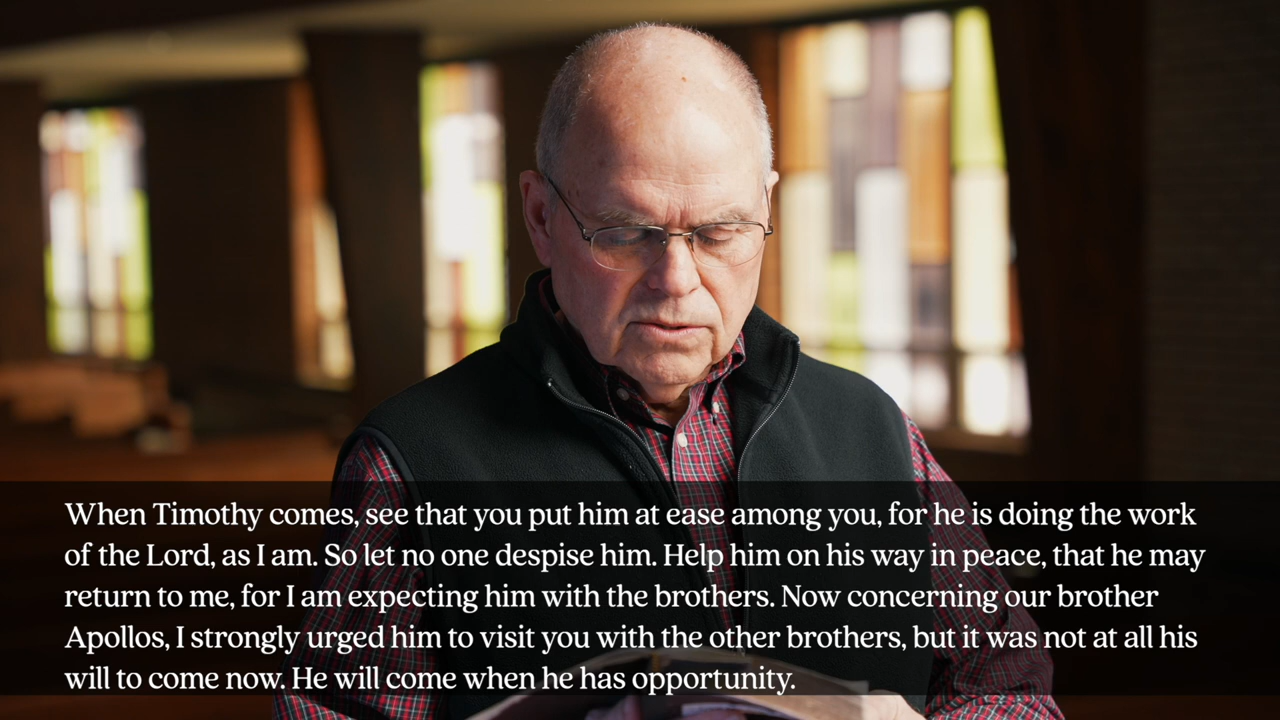 When Timothy comes, see that you put him at ease among you, for he is doing the work
of the Lord, as I am. So let no one despise him. Help him on his way in peace, that he may
return to me, for I am expecting him with the brothers. Now concerning our brother
Apollos, I strongly urged him to visit you with the other brothers, but it was not at all his
will to come now. He will come when he has opportunity.